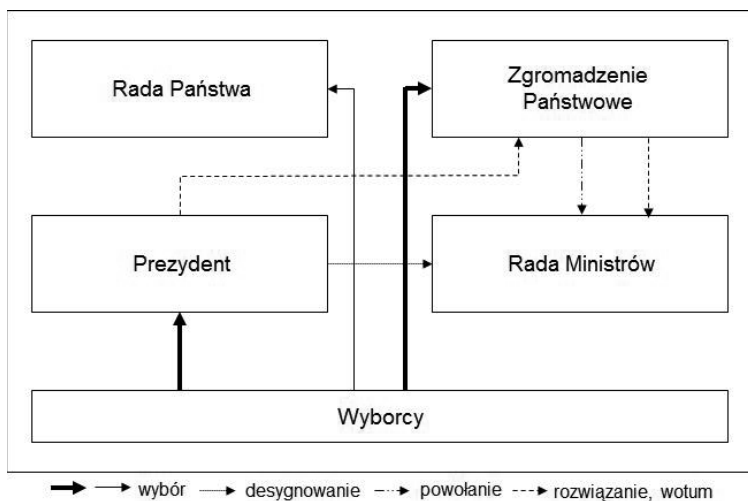 Rada Państwa
Zgromadzenie
Państwowe
Prezydent
Rada Ministrów
Wyborcy
wybór desygnowanie powołanie rozwiązanie, wotum